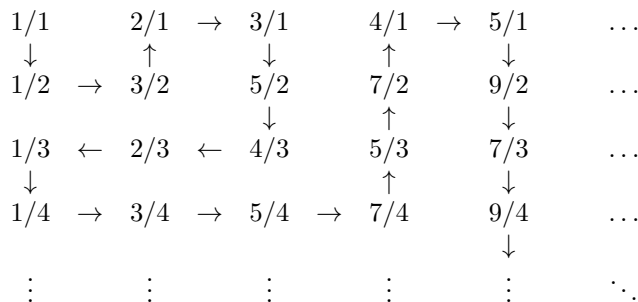 1/1 2/1 → 3/1 4/1 → 5/1 …
↓ ↑ ↓ ↑ ↓
1/2 → 3/2 5/2 7/2 9/2 …
↓ ↑ ↓
1/3 ← 2/3 ← 4/3 5/3 7/3 …
↓ ↑ ↓
1/4 → 3/4 → 5/4 → 7/4 9/4 …
↓
⋮ ⋮ ⋮ ⋮ ⋮ ⋱